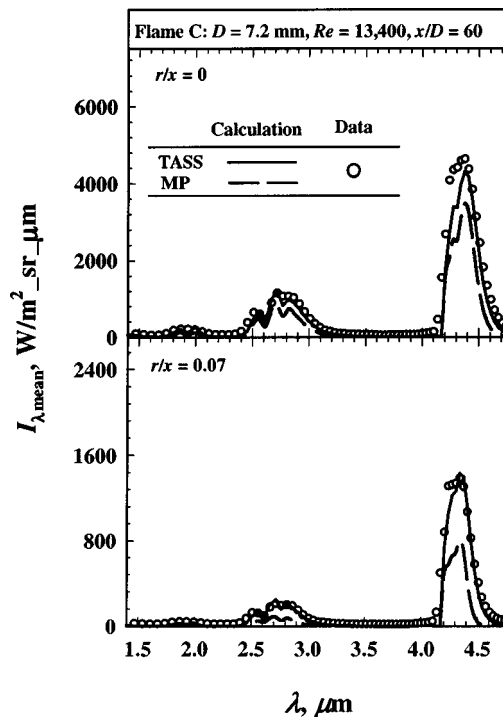 Flame C: D = 7.2 mm, Re = 13,400, x/D = 60
r/x = 0
6000
Calculation Data
TASS
MP
4000
2000
0
I_λ mean, W/m²_sr_μm
r/x = 0.07
2400
1600
800
0
1.5 2.0 2.5 3.0 3.5 4.0 4.5
λ, μm